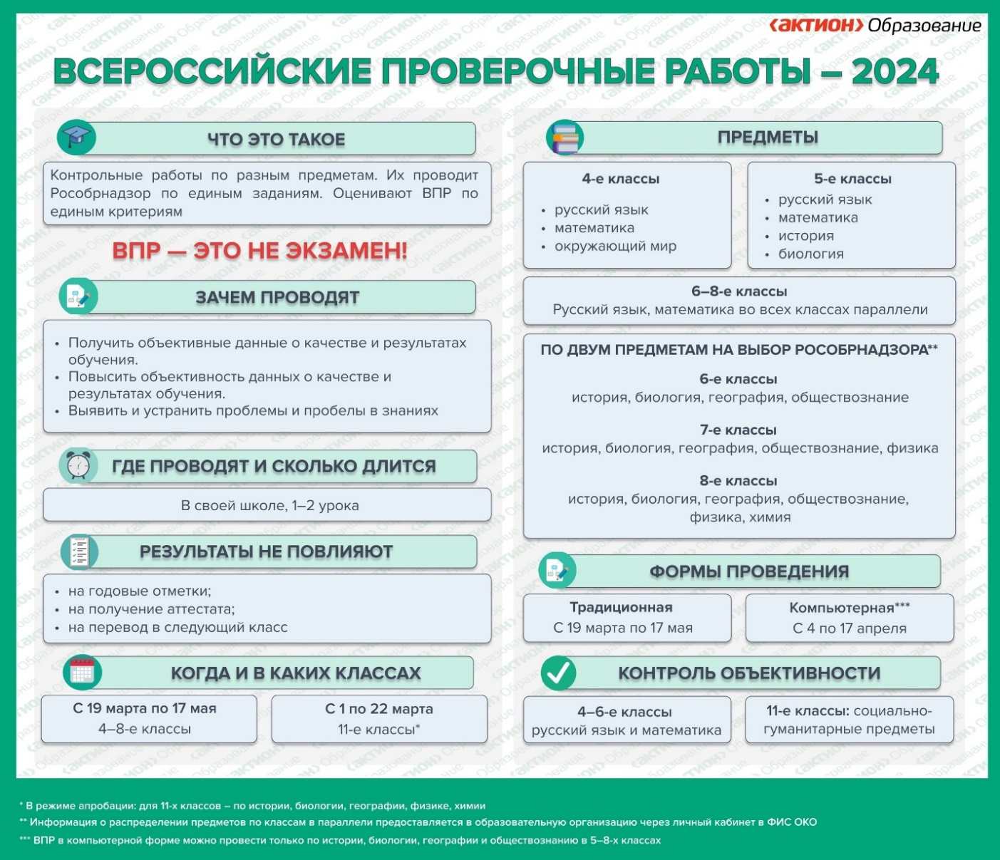 ‹актион› Образование
ВСЕРОССИЙСКИЕ ПРОВЕРОЧНЫЕ РАБОТЫ – 2024
ЧТО ЭТО ТАКОЕ
Контрольные работы по разным предметам. Их проводит
Рособрнадзор по единым заданиям. Оценивают ВПР по
единым критериям
ВПР — ЭТО НЕ ЭКЗАМЕН!
ЗАЧЕМ ПРОВОДЯТ
• Получить объективные данные о качестве и результатах
обучения.
• Повысить объективность данных о качестве и
результатах обучения.
• Выявить и устранить проблемы и пробелы в знаниях
ГДЕ ПРОВОДЯТ И СКОЛЬКО ДЛИТСЯ
В своей школе, 1–2 урока
РЕЗУЛЬТАТЫ НЕ ПОВЛИЯЮТ
• на годовые отметки;
• на получение аттестата;
• на перевод в следующий класс
КОГДА И В КАКИХ КЛАССАХ
С 19 марта по 17 мая
4–8-е классы
С 1 по 22 марта
11-е классы*
ПРЕДМЕТЫ
4-е классы
• русский язык
• математика
• окружающий мир
5-е классы
• русский язык
• математика
• история
• биология
6–8-е классы
Русский язык, математика во всех классах параллели
ПО ДВУМ ПРЕДМЕТАМ НА ВЫБОР РОСОБРНАДЗОРА**
6-е классы
история, биология, география, обществознание
7-е классы
история, биология, география, обществознание, физика
8-е классы
история, биология, география, обществознание,
физика, химия
ФОРМЫ ПРОВЕДЕНИЯ
Традиционная
С 19 марта по 17 мая
Компьютерная***
С 4 по 17 апреля
КОНТРОЛЬ ОБЪЕКТИВНОСТИ
4–6-е классы
русский язык и математика
11-е классы: социально-
гуманитарные предметы
* В режиме апробации: для 11-х классов – по истории, биологии, географии, физике, химии
** Информация о распределении предметов по классам в параллели предоставляется в образовательную организацию через личный кабинет в ФИС ОКО
*** ВПР в компьютерной форме можно провести только по истории, биологии, географии и обществознанию в 5–8-х классах